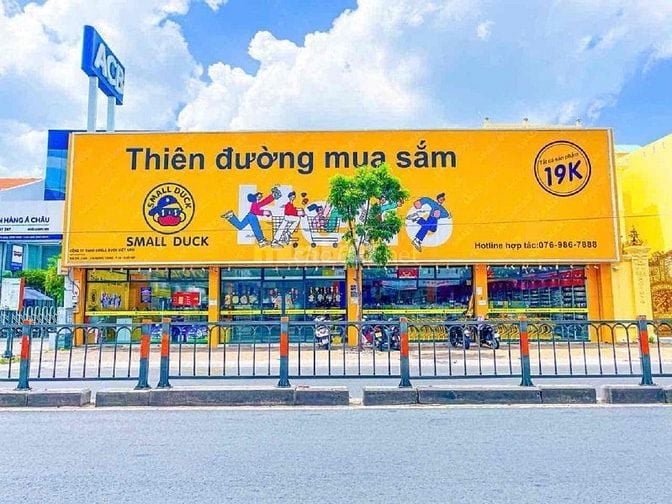 ACB
Thiên đường mua sắm
Tất cả sản phẩm
19K
SMALL DUCK
SMALL DUCK
Hotline hợp tác:076-986-7888
HÀNG Á CHÂU